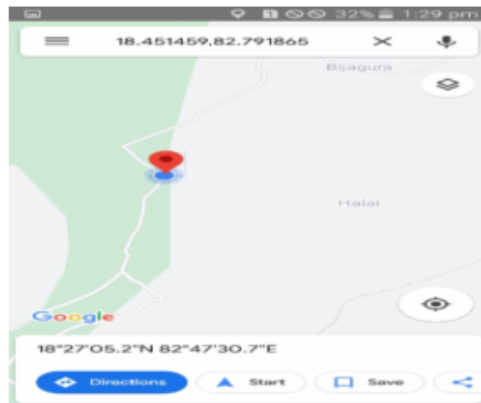 32% 1:29 pm
18.451459,82.791865
Bijagura
Halai
Google
18°27'05.2"N 82°47'30.7"E
Directions Start Save